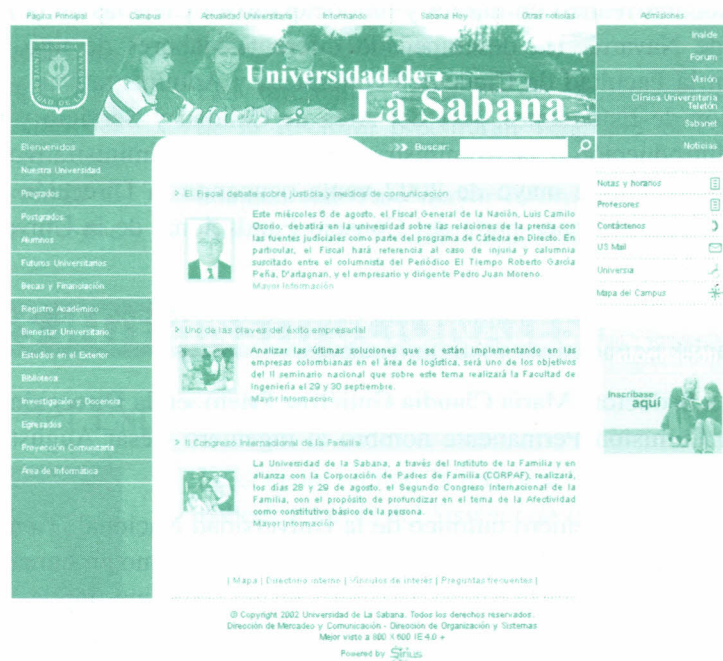 Página Principal Campus Actualidad Universitaria Informando Sabana Hoy Otras noticias Admisiones
COLOMBIA
UNIVERSIDAD DE LA SABANA
Universidad de
La Sabana
Inside
Forum
Visión
Clínica Universitaria
Teletón
Sabanet
Noticias
Buscar:
Bienvenidos
Nuestra Universidad
Pregrados
Postgrados
Alumnos
Futuros Universitarios
Becas y Financiación
Registro Académico
Bienestar Universitario
Estudios en el Exterior
Biblioteca
Investigación y Docencia
Egresados
Proyección Comunitaria
Área de Informática
> El Fiscal debate sobre justicia y medios de comunicación
Este miércoles 6 de agosto, el Fiscal General de la Nación, Luis Camilo
Osorio, debatirá en la universidad sobre las relaciones de la prensa con
las fuentes judiciales como parte del programa de Cátedra en Directo. En
particular, el Fiscal hará referencia al caso de injuria y calumnia
suscitado entre el columnista del Periódico El Tiempo Roberto García
Peña, D'artagnan, y el empresario y dirigente Pedro Juan Moreno.
Mayor Información
> Uno de las claves del éxito empresarial
Analizar las últimas soluciones que se están implementando en las
empresas colombianas en el área de logística, será uno de los objetivos
del II seminario nacional que sobre este tema realizará la Facultad de
Ingeniería el 29 y 30 septiembre.
Mayor Información
> II Congreso Internacional de la Familia
La Universidad de la Sabana, a través del Instituto de la Familia y en
alianza con la Corporación de Padres de Familia (CORPAF), realizará,
los días 28 y 29 de agosto, el Segundo Congreso Internacional de la
Familia, con el propósito de profundizar en el tema de la Afectividad
como constitutivo básico de la persona.
Mayor Información
Notas y horarios
Profesores
Contáctenos
US Mail
Universia
Mapa del Campus
Inscríbase
aquí
| Mapa | Directorio interno | Vínculos de interés | Preguntas frecuentes |
© Copyright 2002 Universidad de La Sabana. Todos los derechos reservados.
Dirección de Mercadeo y Comunicación - Dirección de Organización y Sistemas
Mejor visto a 800 X 600 IE 4.0 +
Powered by Sirius